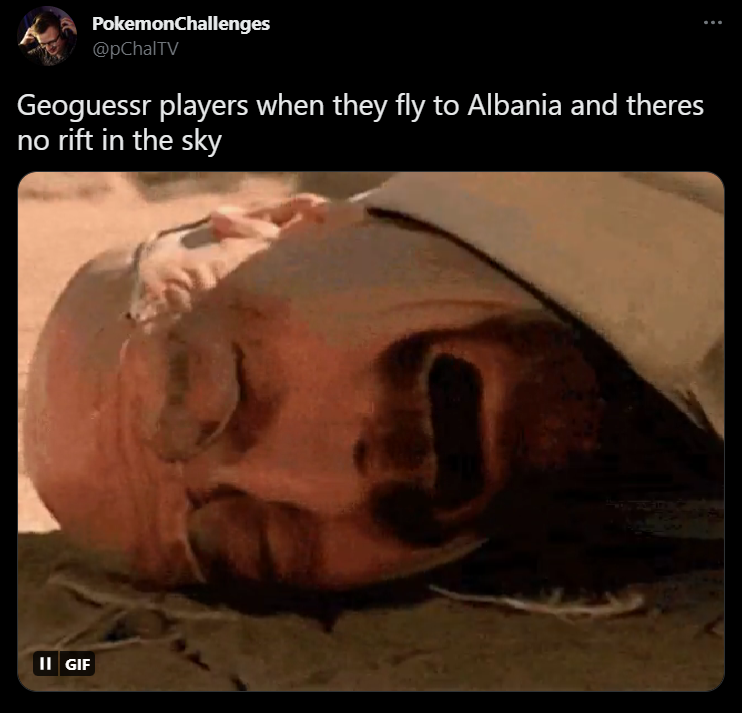 PokemonChallenges
@pChalTV
Geoguessr players when they fly to Albania and theres
no rift in the sky
GIF